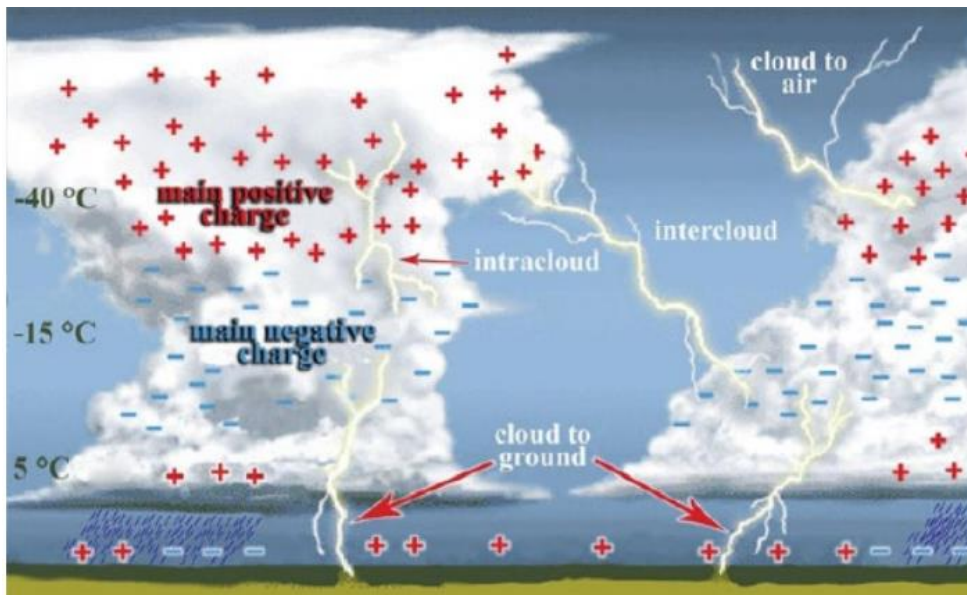 cloud to
air
-40 °C
main positive
charge
intercloud
intracloud
-15 °C
main negative
charge
cloud to
ground
5 °C